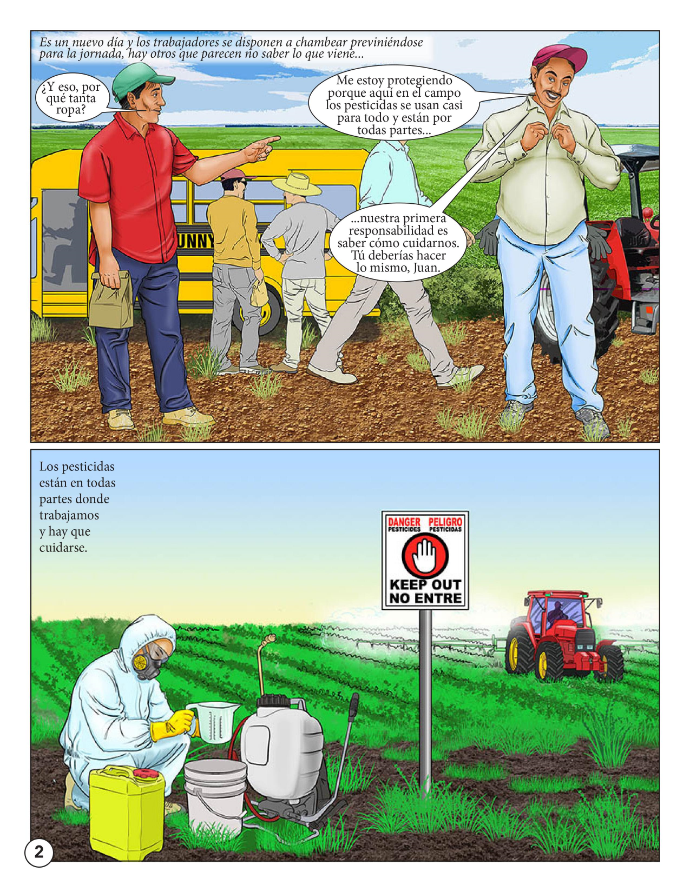 Es un nuevo día y los trabajadores se disponen a chambear previniéndose
para la jornada, hay otros que parecen no saber lo que viene...
¿Y eso, por
qué tanta
ropa?
Me estoy protegiendo
porque aquí en el campo
los pesticidas se usan casi
para todo y están por
todas partes...
...nuestra primera
responsabilidad es
saber cómo cuidarnos.
Tú deberías hacer
lo mismo, Juan.
UNNY
Los pesticidas
están en todas
partes donde
trabajamos
y hay que
cuidarse.
DANGER PELIGRO
PESTICIDES PESTICIDAS
KEEP OUT
NO ENTRE
2